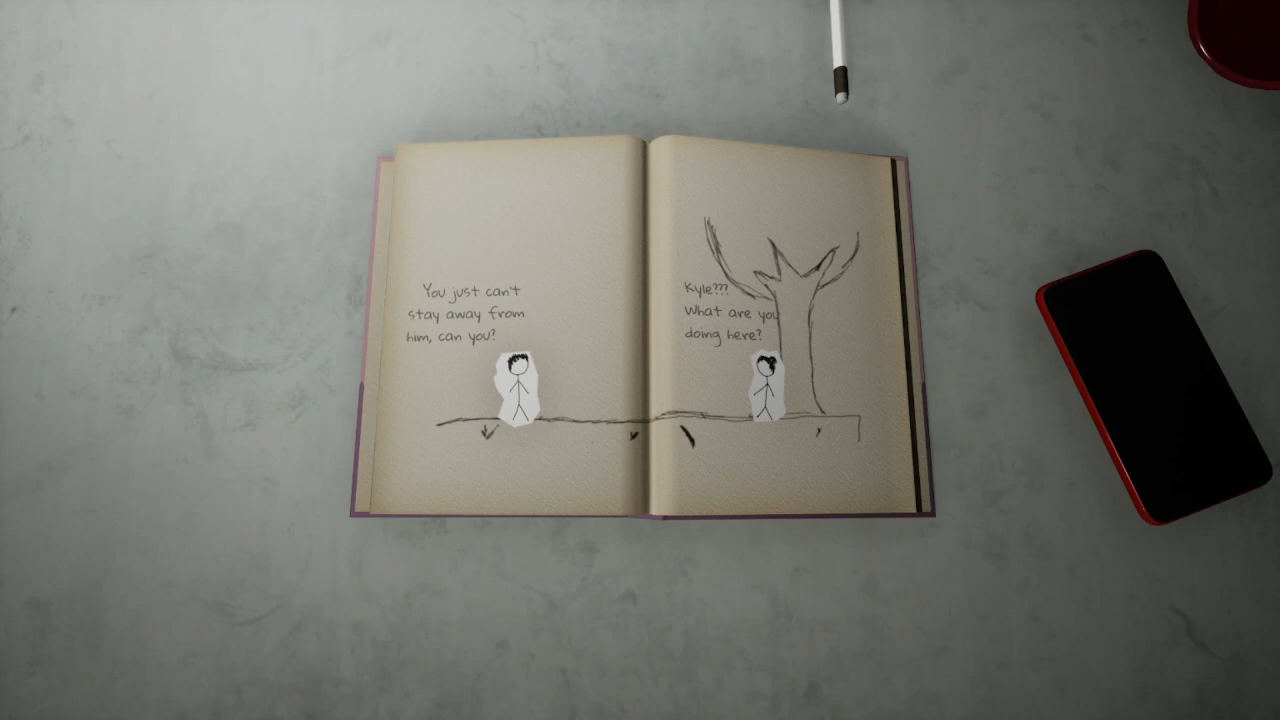 You just can't
stay away from
him, can you?
Kyle???
What are you
doing here?